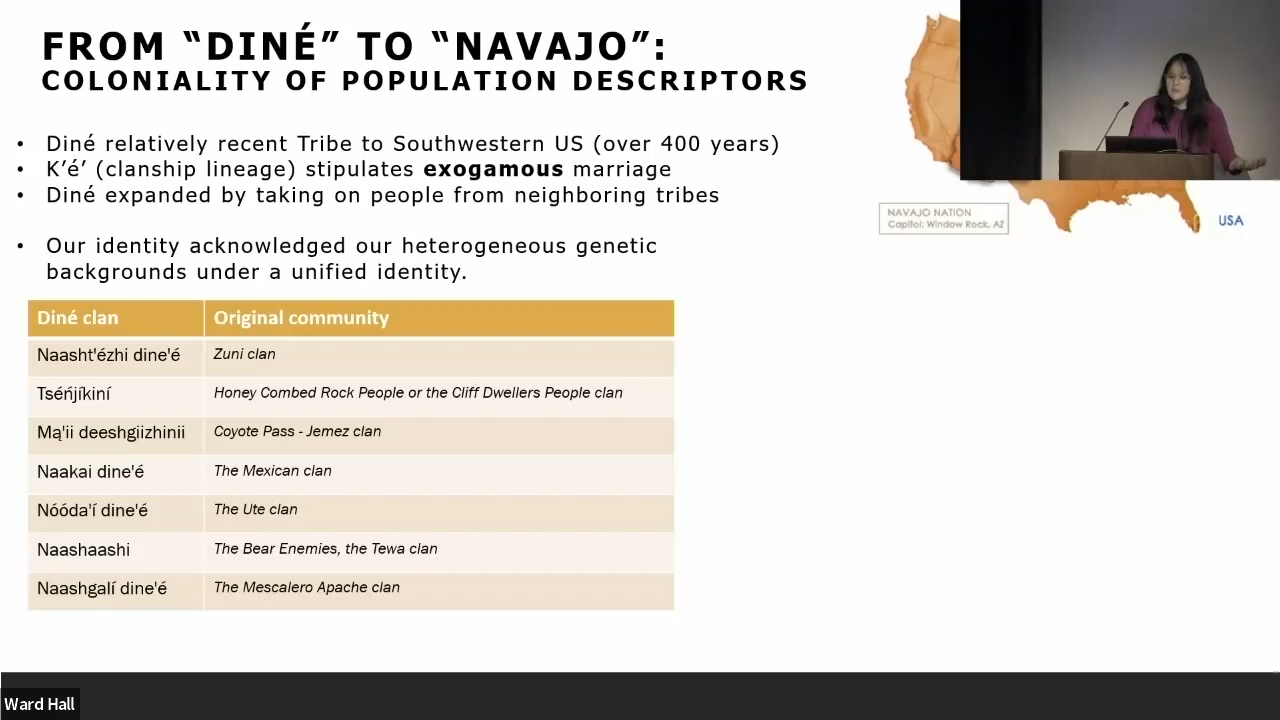 FROM “DINÉ” TO “NAVAJO”:
COLONIALITY OF POPULATION DESCRIPTORS
• Diné relatively recent Tribe to Southwestern US (over 400 years)
• K’é’ (clanship lineage) stipulates exogamous marriage
• Diné expanded by taking on people from neighboring tribes
• Our identity acknowledged our heterogeneous genetic
backgrounds under a unified identity.
NAVAJO NATION
Capitol: Window Rock, AZ
USA
Diné clan Original community
Naasht'ézhi dine'é Zuni clan
Tséńjíkiní Honey Combed Rock People or the Cliff Dwellers People clan
Mą'ii deeshgiizhinii Coyote Pass - Jemez clan
Naakai dine'é The Mexican clan
Nóóda'í dine'é The Ute clan
Naashaashi The Bear Enemies, the Tewa clan
Naashgalí dine'é The Mescalero Apache clan
Ward Hall